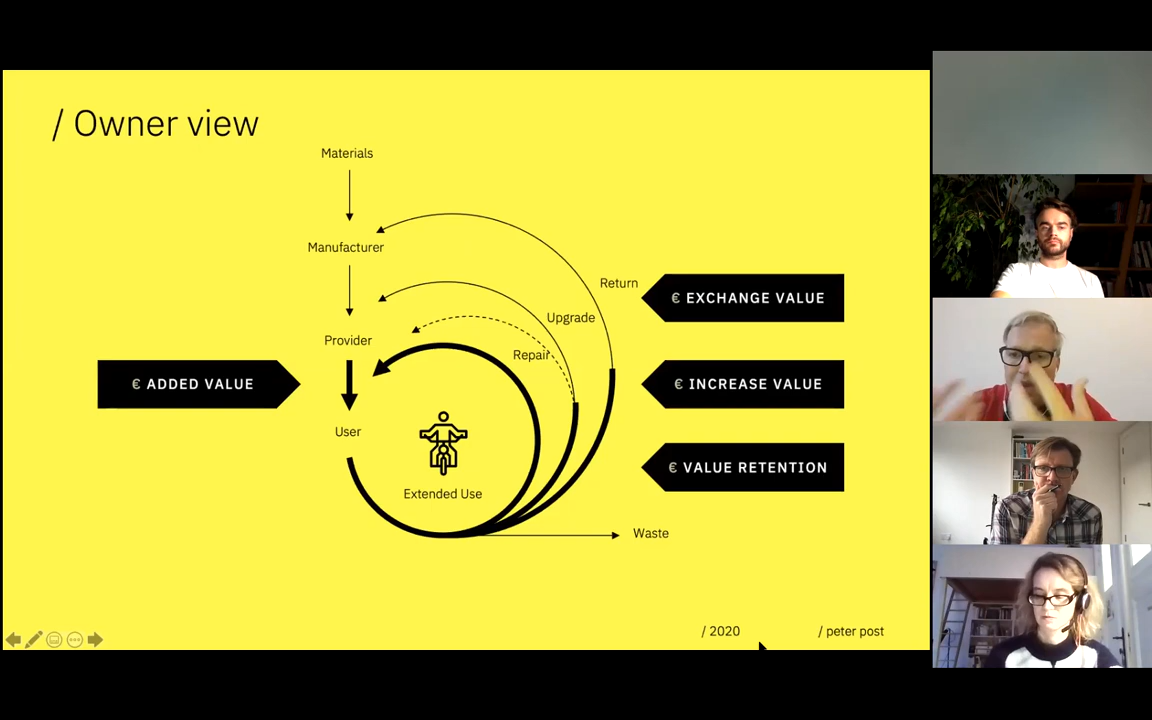 / Owner view
Materials
Manufacturer
Return
€ EXCHANGE VALUE
Upgrade
Provider
Repair
€ ADDED VALUE
€ INCREASE VALUE
User
€ VALUE RETENTION
Extended Use
Waste
/ 2020
/ peter post